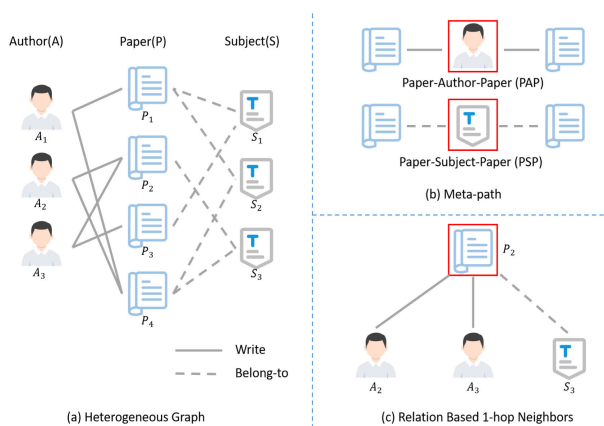 Author(A) Paper(P) Subject(S)
A₁ P₁ S₁
A₂ P₂ S₂
A₃ P₃ S₃
P₄
Write
Belong-to
(a) Heterogeneous Graph
Paper-Author-Paper (PAP)
T
Paper-Subject-Paper (PSP)
(b) Meta-path
P₂
A₂ A₃ S₃
(c) Relation Based 1-hop Neighbors